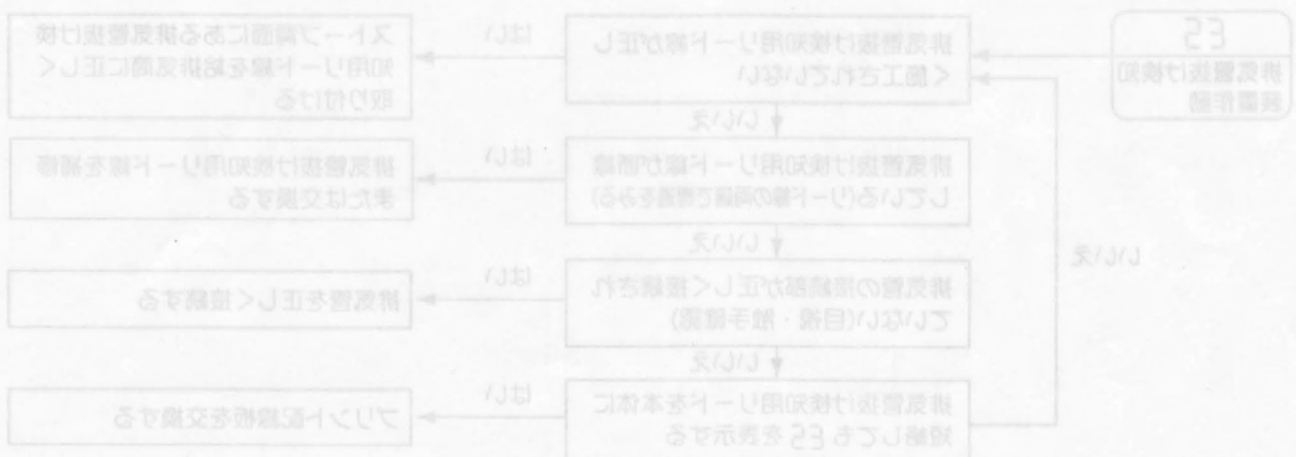 E5
排気管抜け検知
装置作動
排気管抜け検知用リード線が正し
く施工されていない
はい
ストーブ背面にある排気管抜け検
知用リード線を給排気筒に正しく
取り付ける
いいえ
排気管抜け検知用リード線が断線
している(リード線の両端で導通をみる)
はい
排気管抜け検知用リード線を補修
または交換する
いいえ
いいえ
排気管の接続部が正しく接続され
ていない(目視・触手確認)
はい
排気管を正しく接続する
いいえ
排気管抜け検知用リードを本体に
短絡してもE5を表示する
はい
プリント配線板を交換する